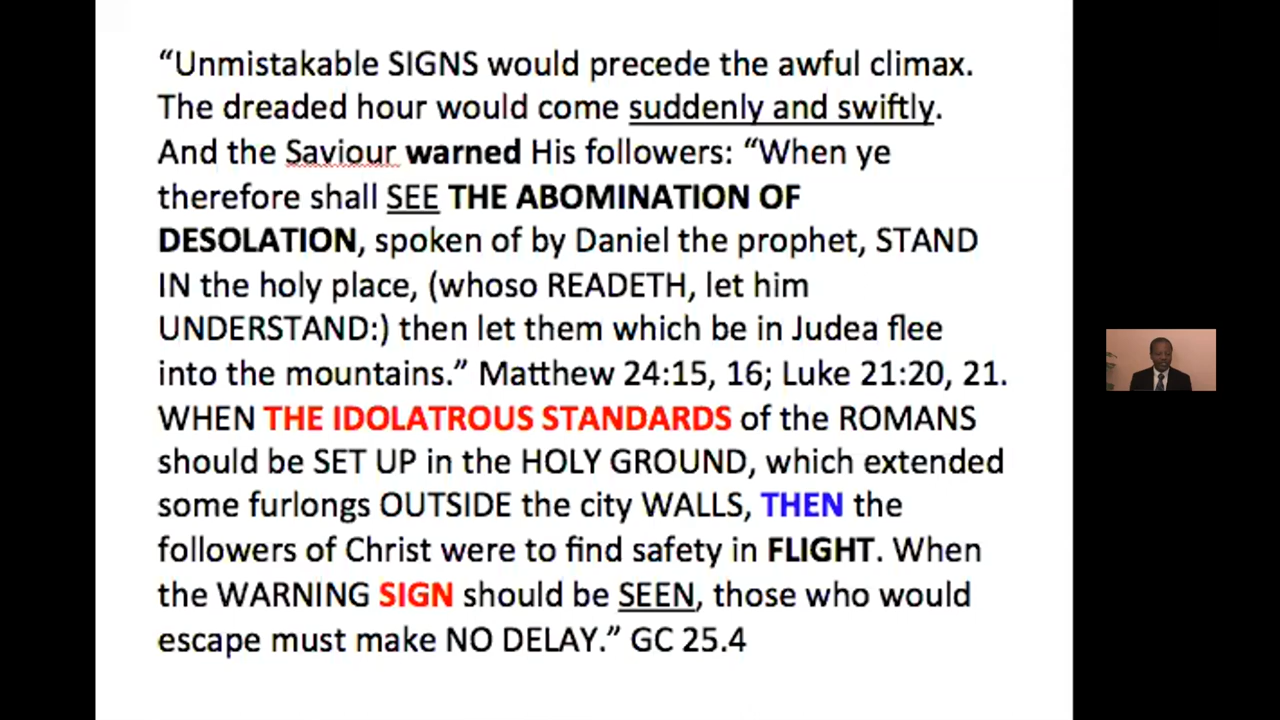 “Unmistakable SIGNS would precede the awful climax.
The dreaded hour would come suddenly and swiftly.
And the Saviour warned His followers: “When ye
therefore shall SEE THE ABOMINATION OF
DESOLATION, spoken of by Daniel the prophet, STAND
IN the holy place, (whoso READETH, let him
UNDERSTAND:) then let them which be in Judea flee
into the mountains.” Matthew 24:15, 16; Luke 21:20, 21.
WHEN THE IDOLATROUS STANDARDS of the ROMANS
should be SET UP in the HOLY GROUND, which extended
some furlongs OUTSIDE the city WALLS, THEN the
followers of Christ were to find safety in FLIGHT. When
the WARNING SIGN should be SEEN, those who would
escape must make NO DELAY.” GC 25.4